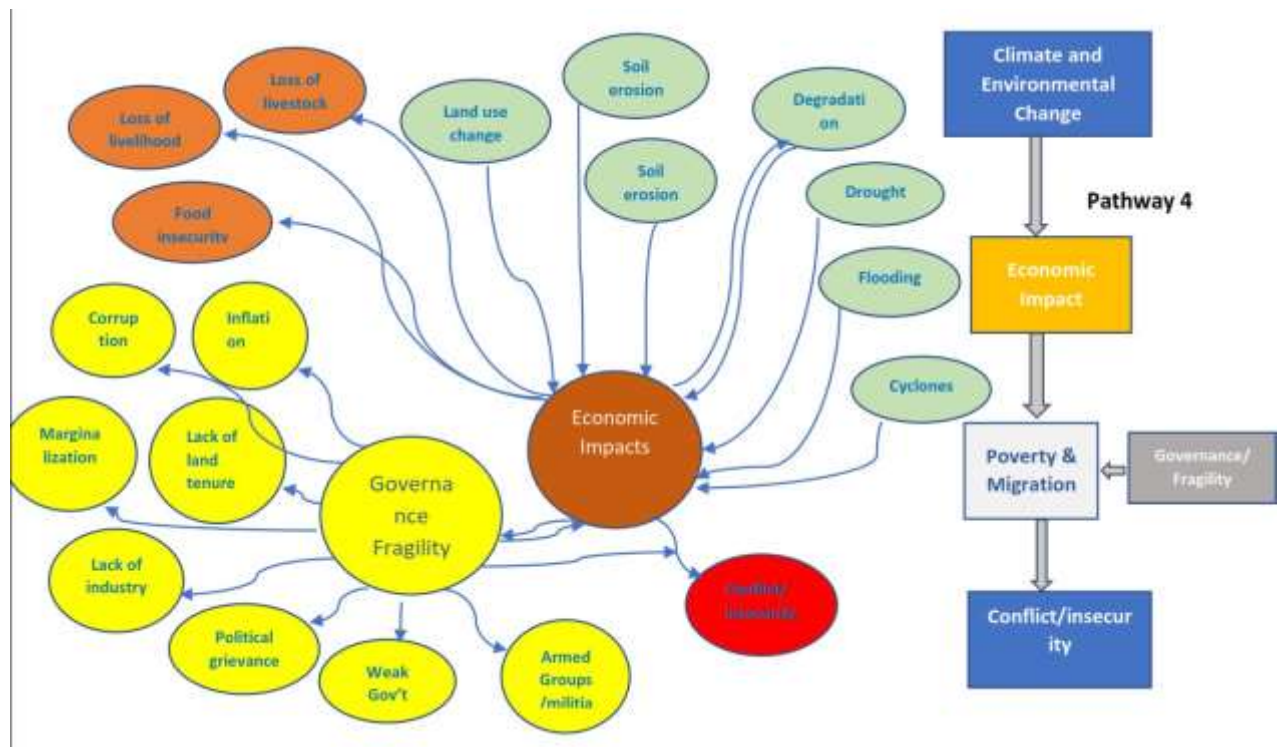 Loss of
livestock
Loss of
livelihood
Food
insecurity
Land use
change
Soil
erosion
Soil
erosion
Degradati
on
Drought
Flooding
Cyclones
Economic
Impacts
Corrup
tion
Inflati
on
Margina
lization
Lack of
land
tenure
Governa
nce
Fragility
Lack of
industry
Political
grievance
Weak
Gov't
Armed
Groups
/militia
Conflict/
insecurity
Climate and
Environmental
Change
Pathway 4
Economic
Impact
Poverty &
Migration
Governance/
Fragility
Conflict/insecur
ity